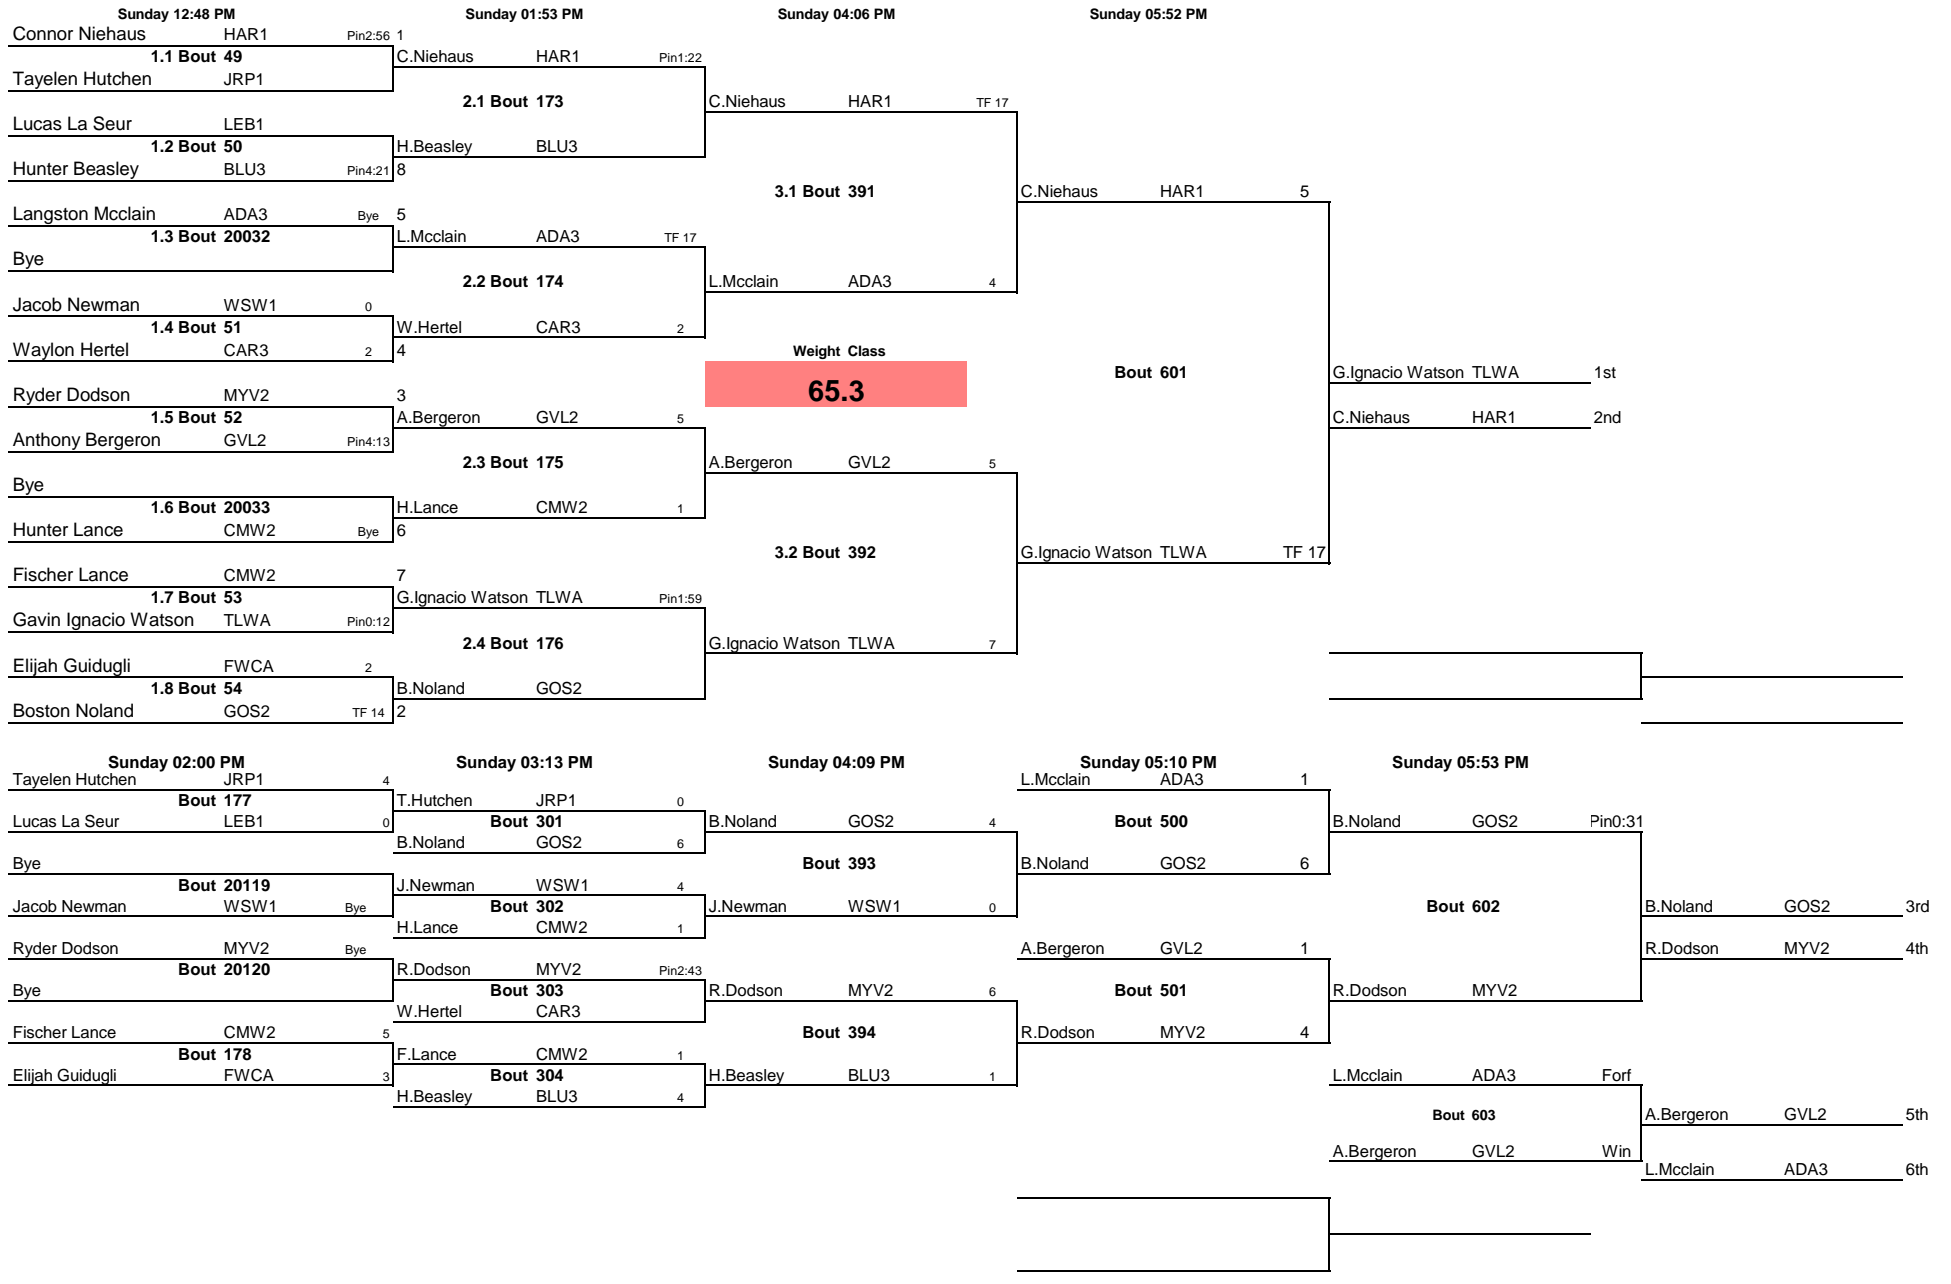 Sunday 12:48 PM Sunday 01:53 PM Sunday 04:06 PM Sunday 05:52 PM
Connor Niehaus HAR1 Pin2:56 1
1.1 Bout 49 C.Niehaus HAR1 Pin1:22
Tayelen Hutchen JRP1
2.1 Bout 173 C.Niehaus HAR1 TF 17
Lucas La Seur LEB1
1.2 Bout 50 H.Beasley BLU3
Hunter Beasley BLU3 Pin4:21 8
3.1 Bout 391 C.Niehaus HAR1 5
Langston Mcclain ADA3 Bye 5
1.3 Bout 20032 L.Mcclain ADA3 TF 17
Bye
2.2 Bout 174 L.Mcclain ADA3 4
Jacob Newman WSW1 0
1.4 Bout 51 W.Hertel CAR3 2
Waylon Hertel CAR3 2 4 Weight Class
Bout 601 G.Ignacio Watson TLWA 1st
Ryder Dodson MYV2 3 65.3
1.5 Bout 52 A.Bergeron GVL2 5 C.Niehaus HAR1 2nd
Anthony Bergeron GVL2 Pin4:13
2.3 Bout 175 A.Bergeron GVL2 5
Bye
1.6 Bout 20033 H.Lance CMW2 1
Hunter Lance CMW2 Bye 6
3.2 Bout 392 G.Ignacio Watson TLWA TF 17
Fischer Lance CMW2 7
1.7 Bout 53 G.Ignacio Watson TLWA Pin1:59
Gavin Ignacio Watson TLWA Pin0:12
2.4 Bout 176 G.Ignacio Watson TLWA 7
Elijah Guidugli FWCA 2
1.8 Bout 54 B.Noland GOS2
Boston Noland GOS2 TF 14 2
Sunday 02:00 PM Sunday 03:13 PM Sunday 04:09 PM Sunday 05:10 PM Sunday 05:53 PM
Tayelen Hutchen JRP1 4 L.Mcclain ADA3 1
Bout 177 T.Hutchen JRP1 0
Lucas La Seur LEB1 0 Bout 301 B.Noland GOS2 4 Bout 500 B.Noland GOS2 Pin0:31
B.Noland GOS2 6
Bye Bout 393 B.Noland GOS2 6
Bout 20119 J.Newman WSW1 4
Jacob Newman WSW1 Bye Bout 302 J.Newman WSW1 0 Bout 602 B.Noland GOS2 3rd
H.Lance CMW2 1
Ryder Dodson MYV2 Bye A.Bergeron GVL2 1 R.Dodson MYV2 4th
Bout 20120 R.Dodson MYV2 Pin2:43
Bye Bout 303 R.Dodson MYV2 6 Bout 501 R.Dodson MYV2
W.Hertel CAR3
Fischer Lance CMW2 5 Bout 394 R.Dodson MYV2 4
Bout 178 F.Lance CMW2 1
Elijah Guidugli FWCA 3 Bout 304 H.Beasley BLU3 1 L.Mcclain ADA3 Forf
H.Beasley BLU3 4
Bout 603 A.Bergeron GVL2 5th
A.Bergeron GVL2 Win
L.Mcclain ADA3 6th